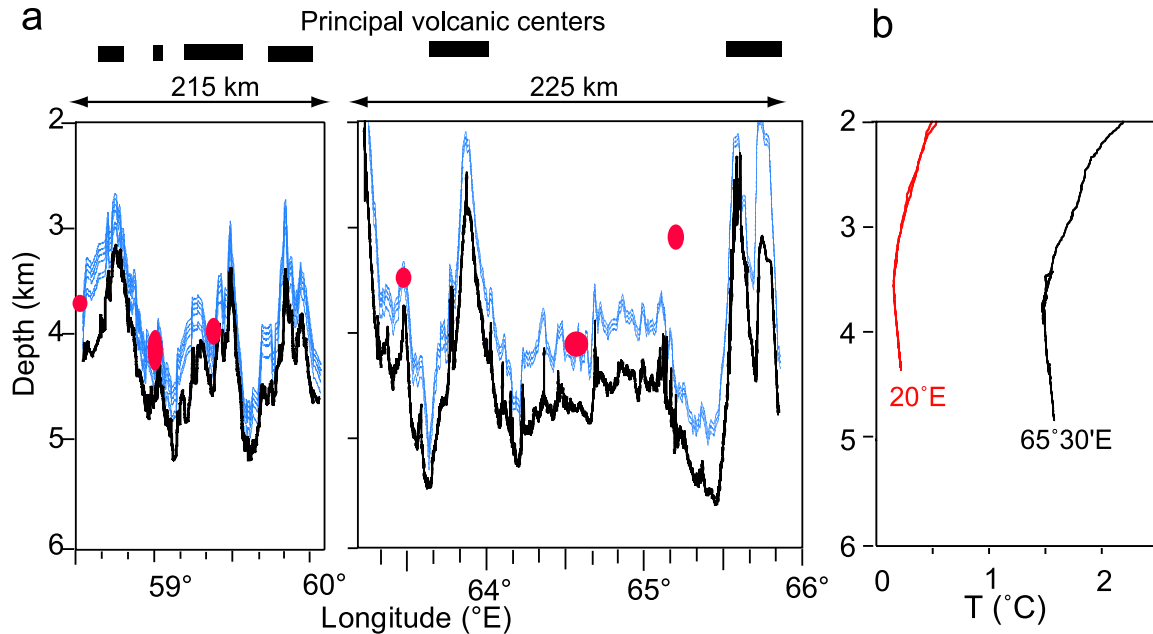 a
Principal volcanic centers
b
215 km
225 km
2
3
4
5
6
Depth (km)
59°
60°
64°
65°
66°
Longitude (°E)
2
3
4
5
6
20˚E
65˚30'E
0
1
2
T (˚C)